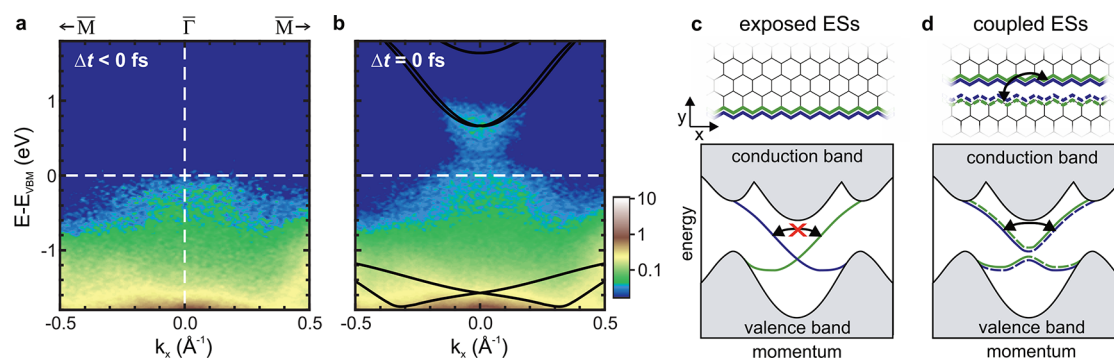 a
← M̅ Γ̅ M̅ →
Δt < 0 fs
E-E_VBM (eV)
1
0
-1
-0.5 0.0 0.5
kₓ (Å⁻¹)
b
Δt = 0 fs
10
1
0.1
-0.5 0.0 0.5
kₓ (Å⁻¹)
c exposed ESs
y
x
conduction band
energy
valence band
momentum
d coupled ESs
conduction band
valence band
momentum